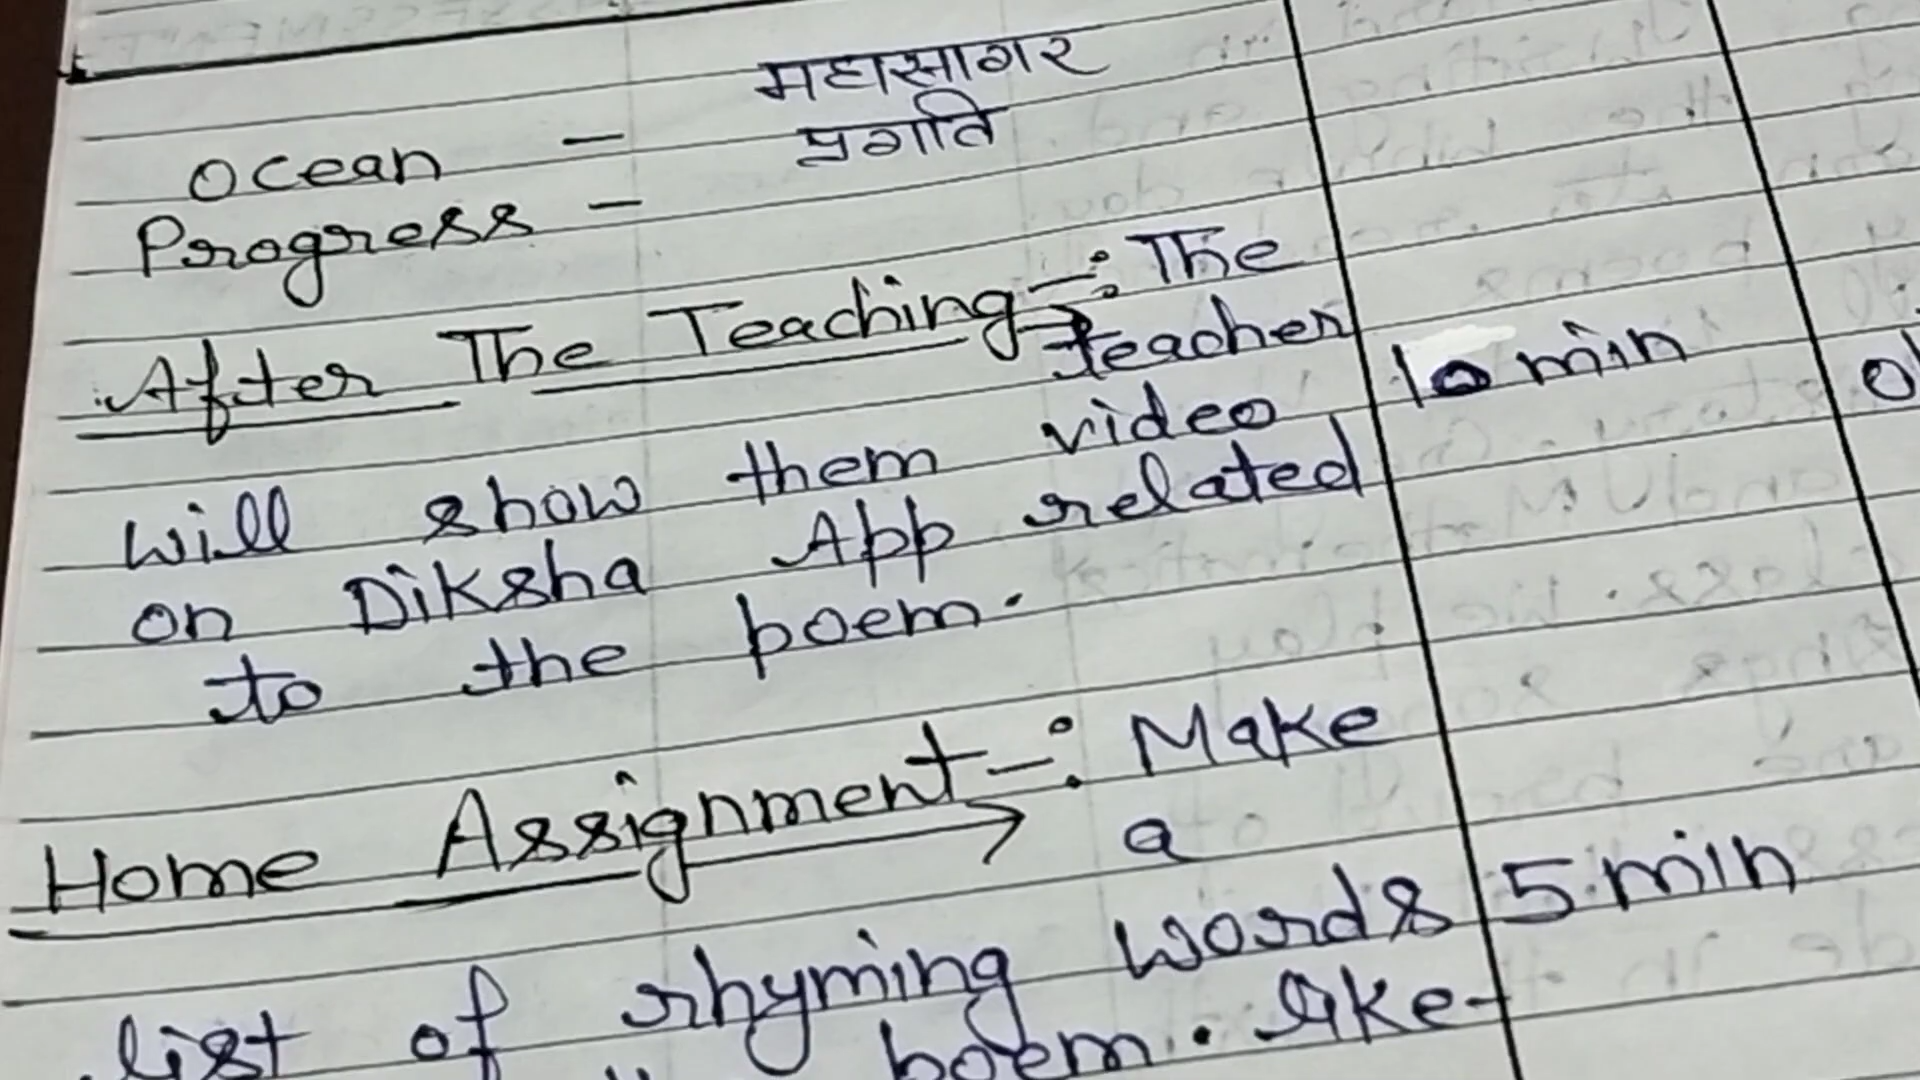 Ocean - महासागर
Progress - प्रगति
After The Teaching -: The
teacher
will show them video 10 min
on Diksha App related
to the poem.
Home Assignment -: Make
a
list of rhyming words 5 min
poem. like-